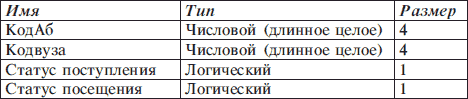 Имя Тип Размер
КодАб Числовой (длинное целое) 4
Кодвуза Числовой (длинное целое) 4
Статус поступления Логический 1
Статус посещения Логический 1